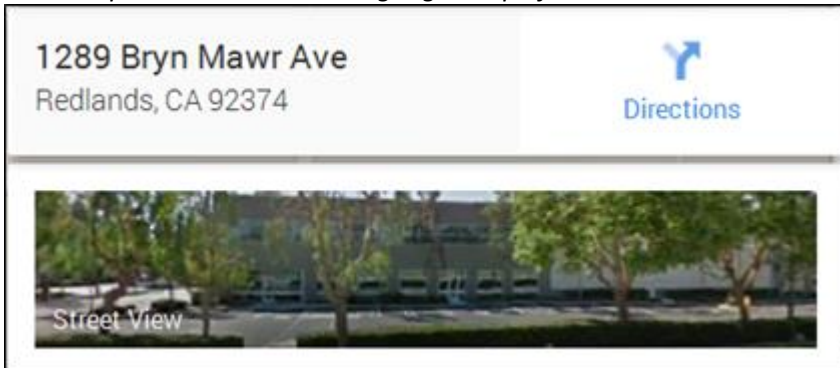 1289 Bryn Mawr Ave
Redlands, CA 92374
Directions
Street View